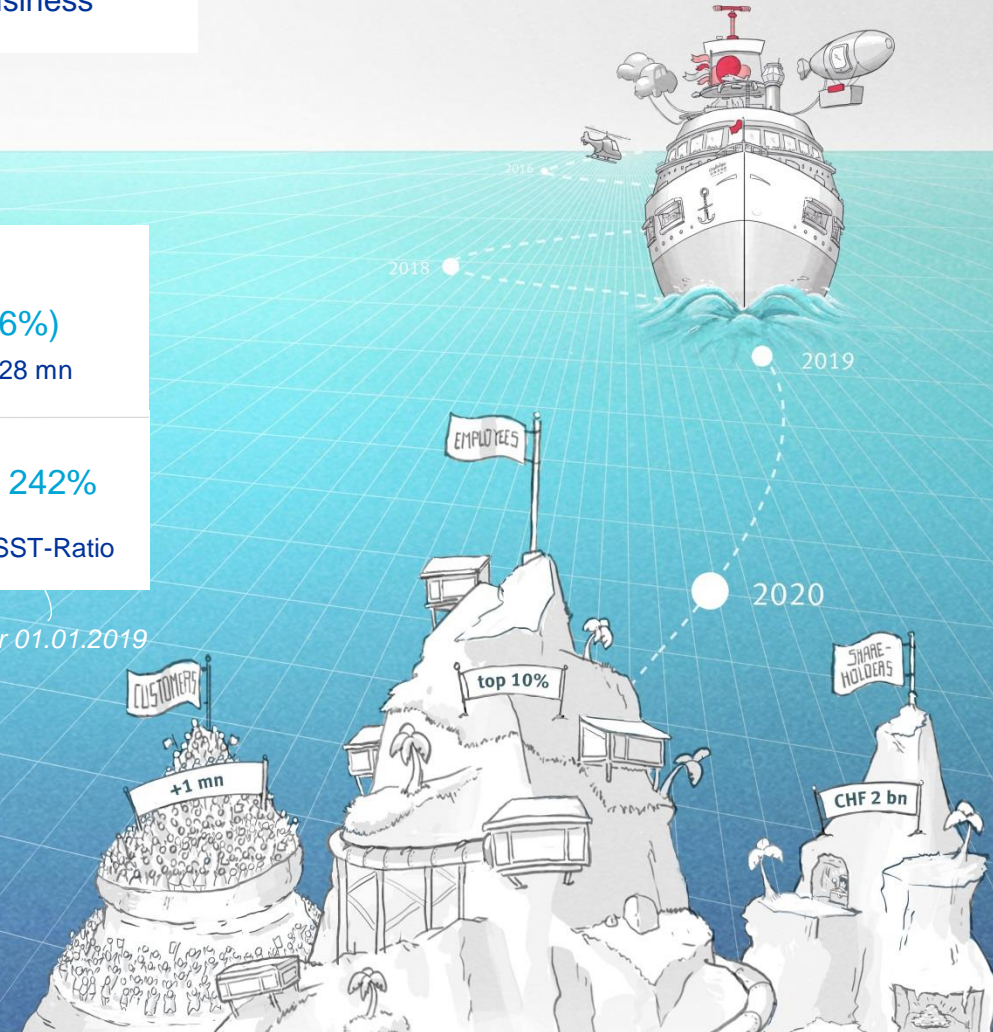 siness
2016
2018
6%)
28 mn
2019
EMPLOYEES
242%
SST-Ratio
2020
r 01.01.2019
SHARE-
HOLDERS
CUSTOMERS
top 10%
+1 mn
CHF 2 bn